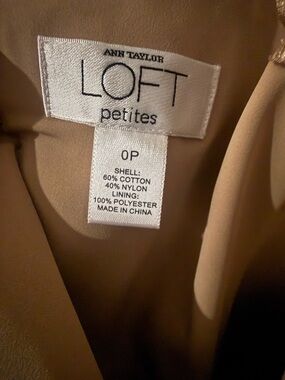 ANN TAYLOR
LOFT
petites
0P
SHELL:
60% COTTON
40% NYLON
LINING:
100% POLYESTER
MADE IN CHINA